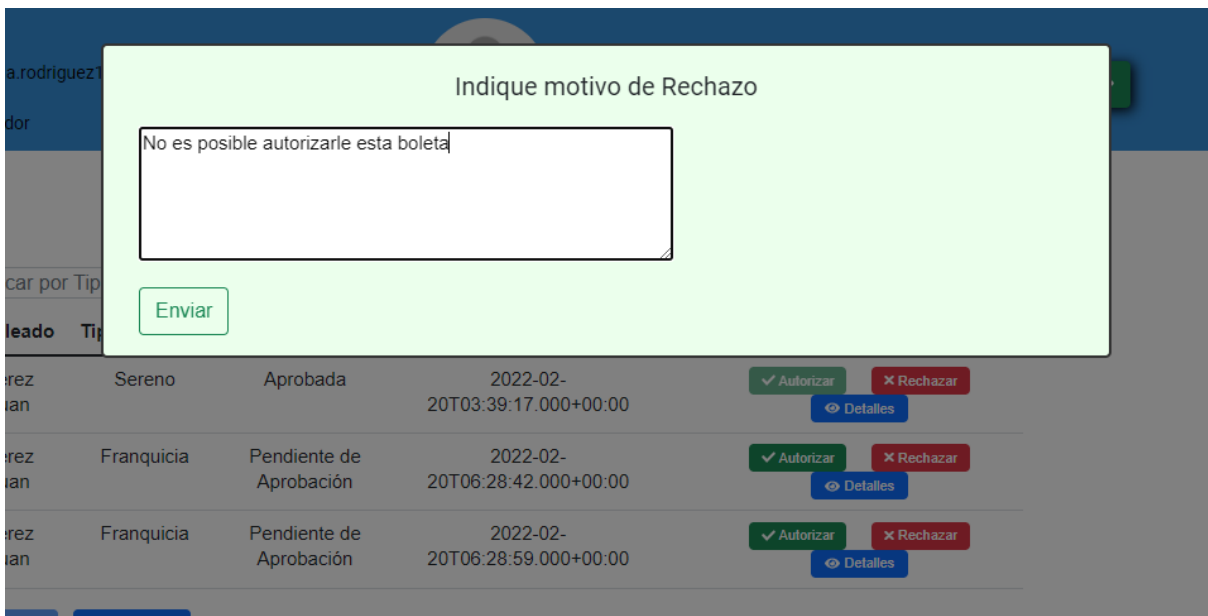 a.rodriguez1
dor
Indique motivo de Rechazo
No es posible autorizarle esta boleta
Enviar
car por Tip
leado Tip
erez Sereno Aprobada 2022-02- Autorizar Rechazar
uan 20T03:39:17.000+00:00 Detalles
erez Franquicia Pendiente de 2022-02- Autorizar Rechazar
uan Aprobación 20T06:28:42.000+00:00 Detalles
erez Franquicia Pendiente de 2022-02- Autorizar Rechazar
uan Aprobación 20T06:28:59.000+00:00 Detalles